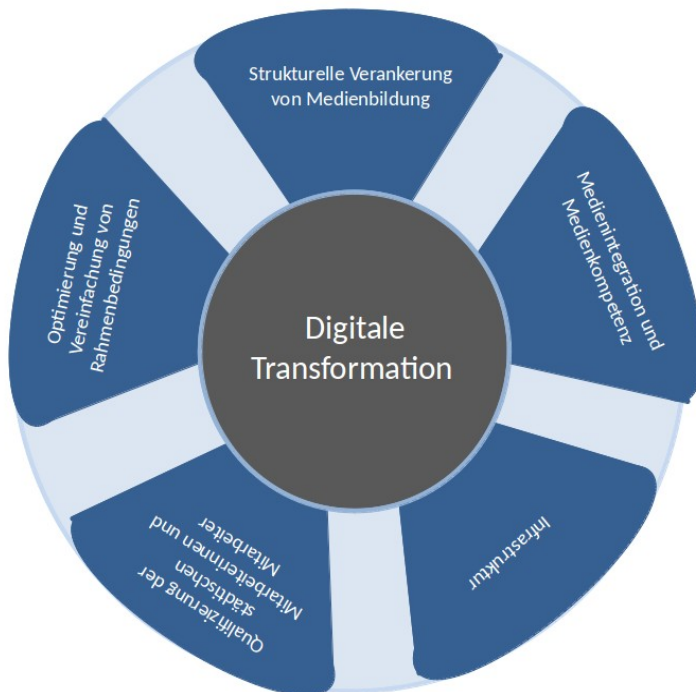 Strukturelle Verankerung
von Medienbildung
Medienintegration und
Medienkompetenz
Infrastruktur
Qualifizierung der
städtischen
Mitarbeiterinnen und
Mitarbeiter
Optimierung und
Vereinfachung von
Rahmenbedingungen
Digitale
Transformation